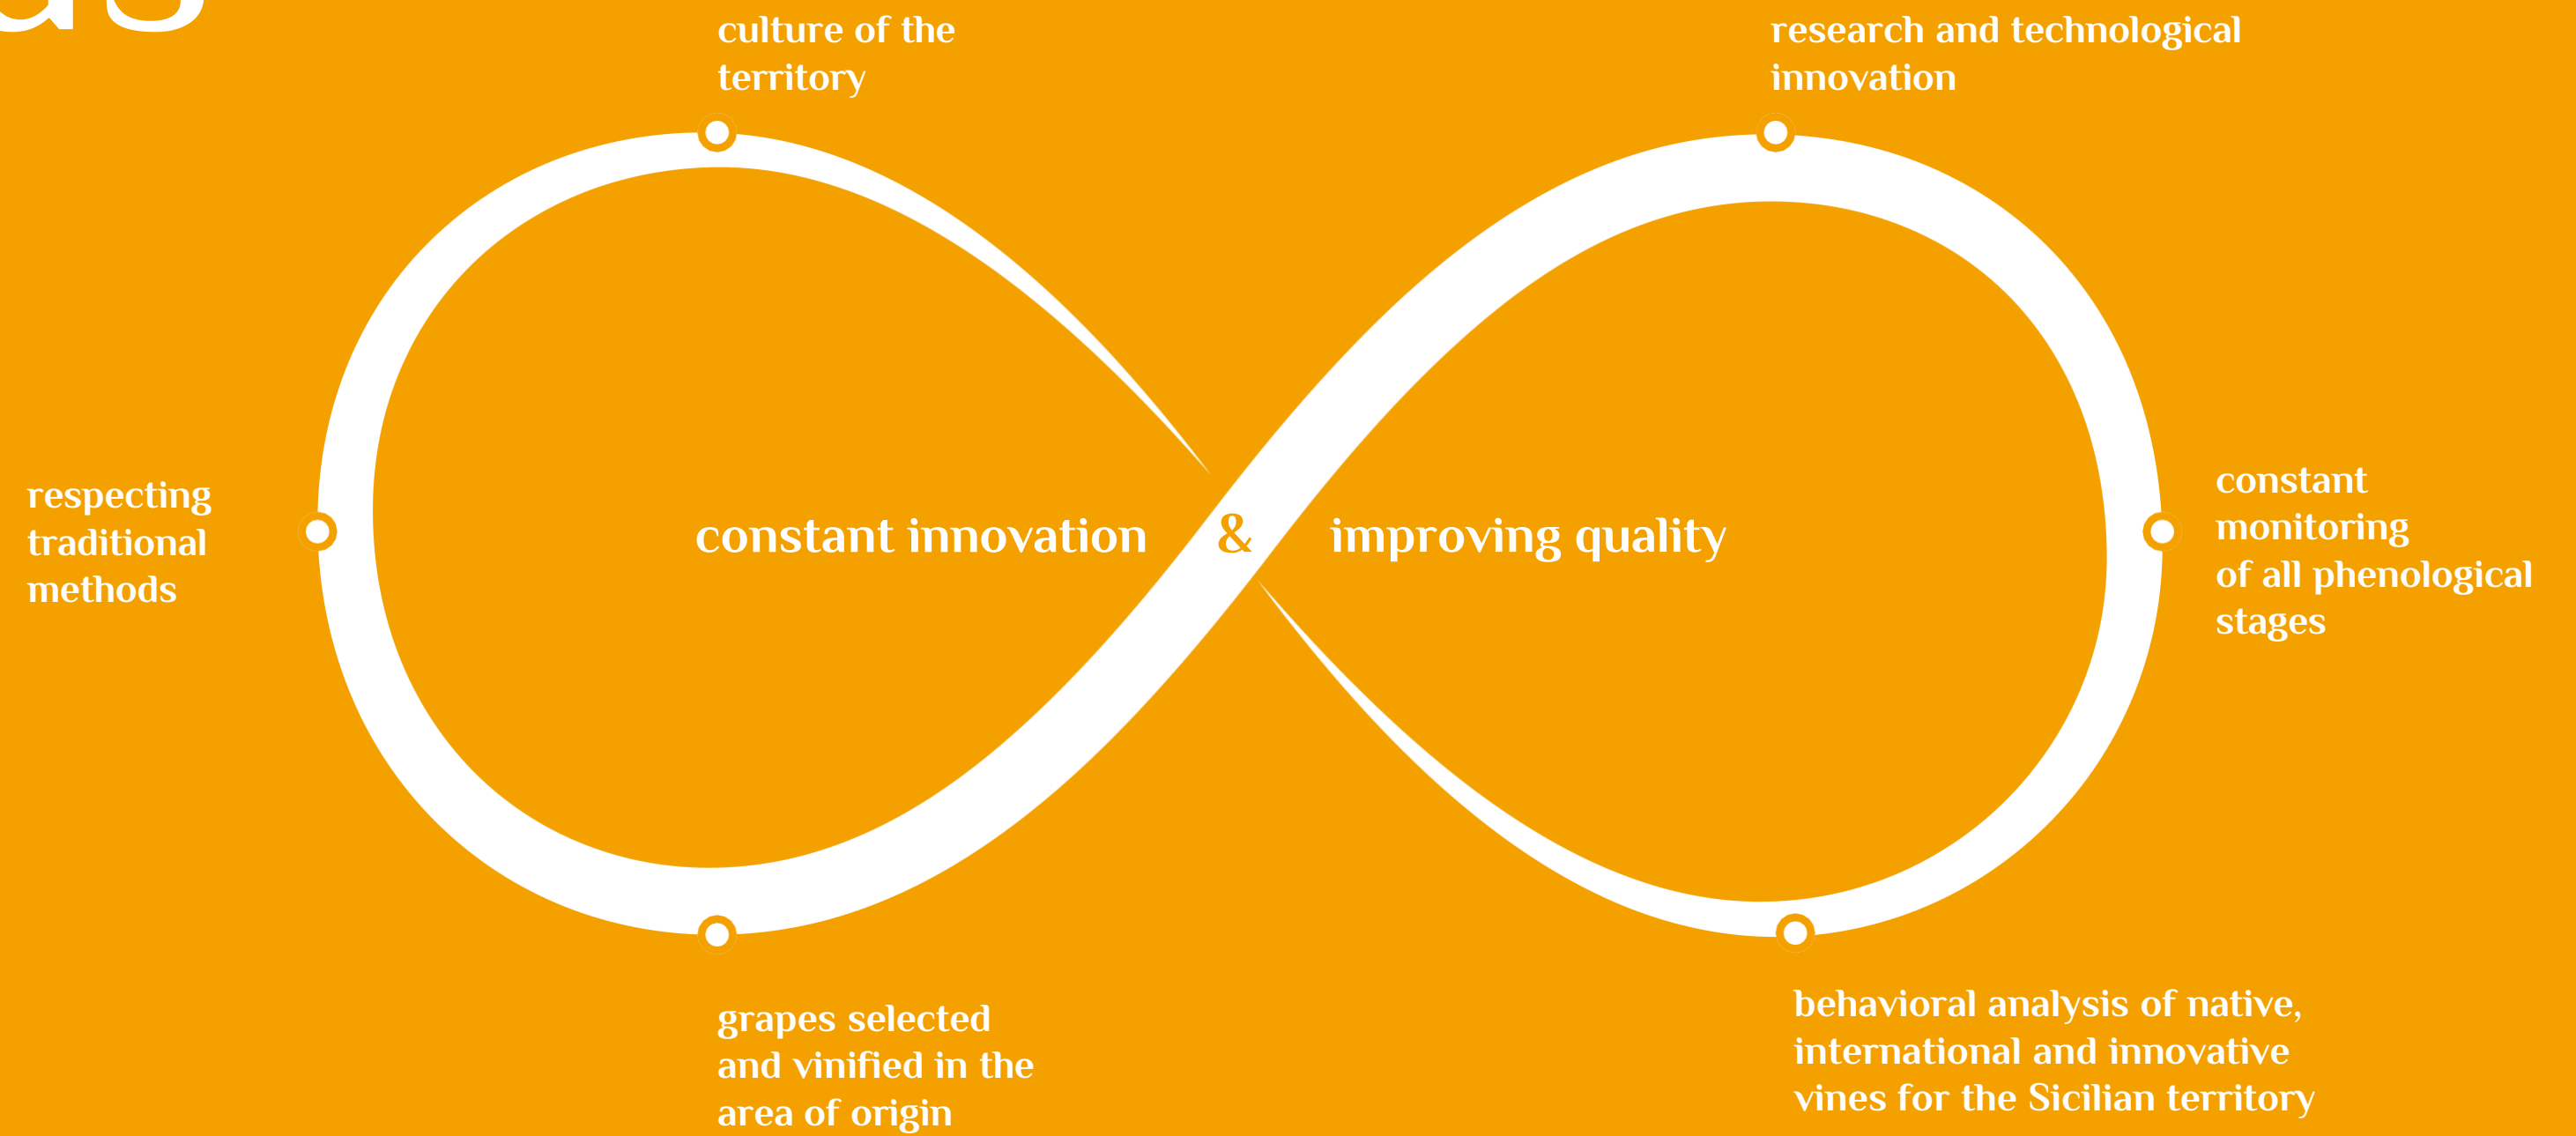 culture of the
territory
research and technological
innovation
respecting
traditional
methods
constant innovation & improving quality
constant
monitoring
of all phenological
stages
grapes selected
and vinified in the
area of origin
behavioral analysis of native,
international and innovative
vines for the Sicilian territory